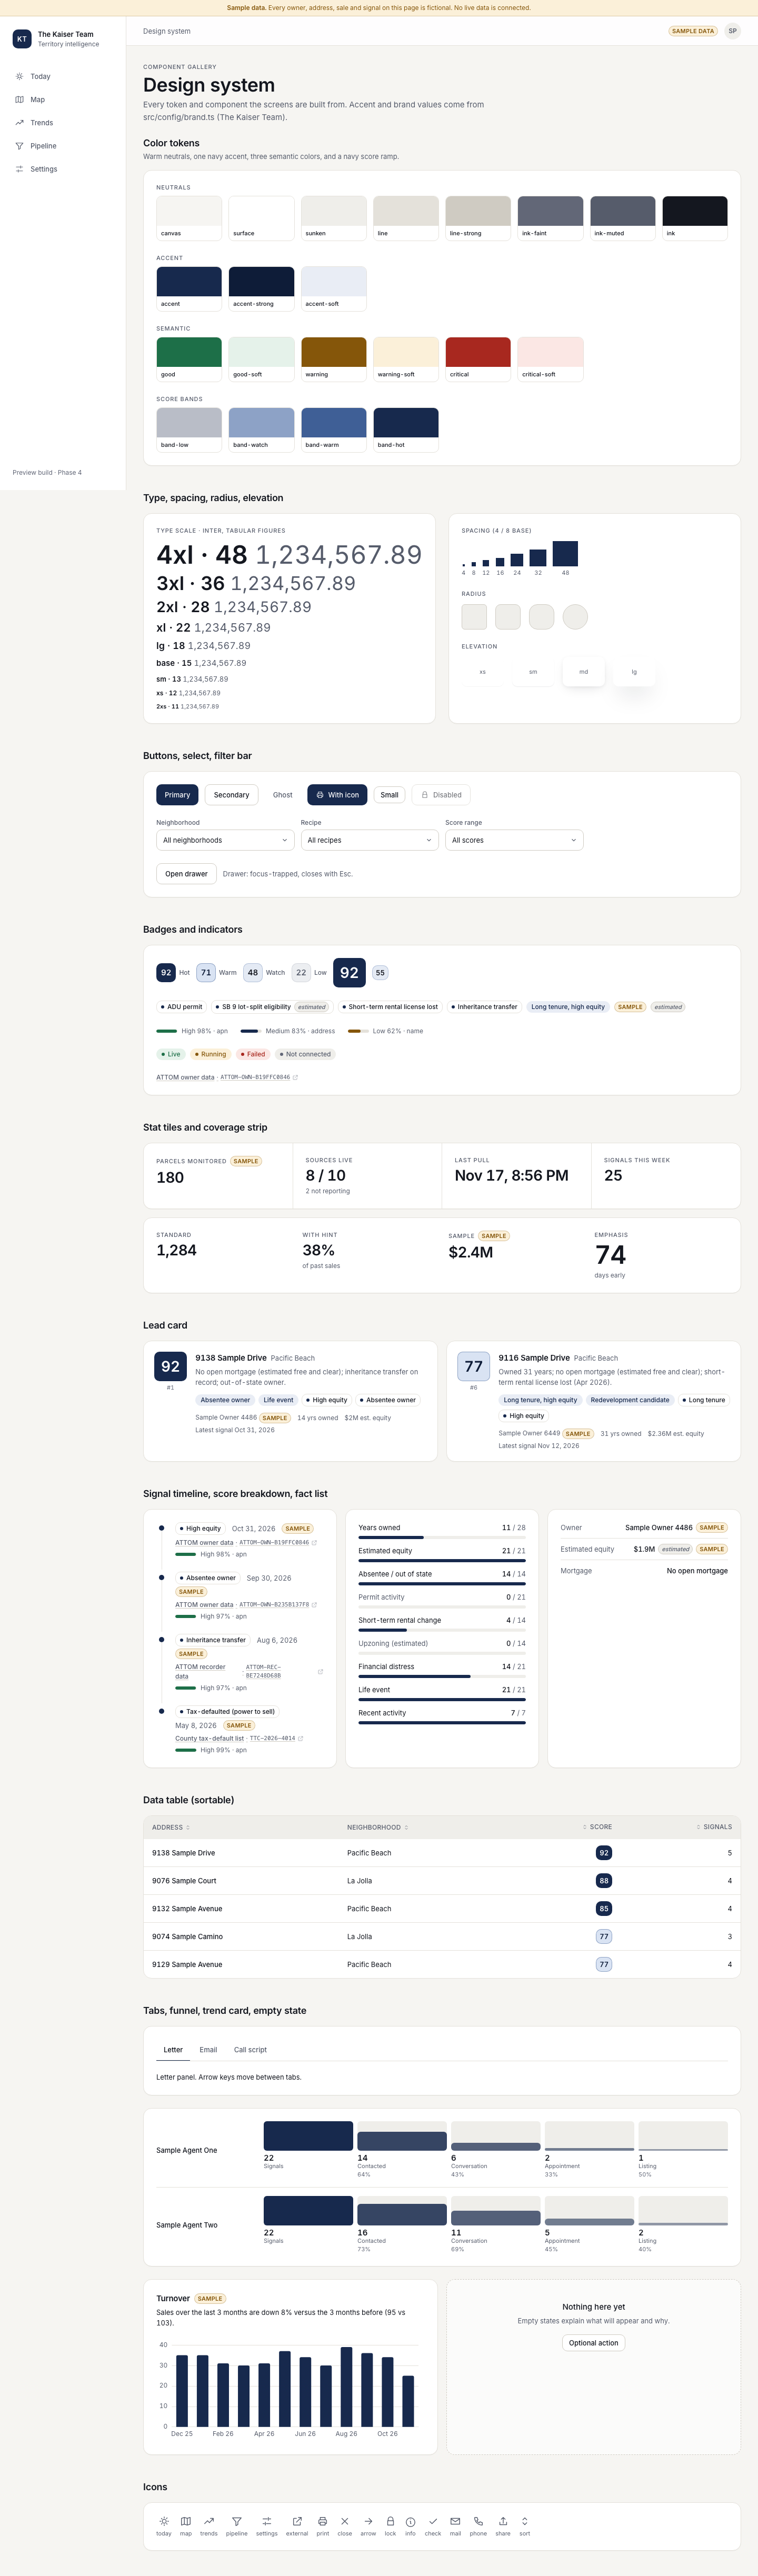 Sample data. Every owner, address, sale and signal on this page is fictional. No live data is connected.
KT
The Kaiser Team
Territory intelligence
Today
Map
Trends
Pipeline
Settings
Preview build · Phase 4
Design system
SAMPLE DATA
SP
COMPONENT GALLERY
Design system
Every token and component the screens are built from. Accent and brand values come from
src/config/brand.ts (The Kaiser Team).
Color tokens
Warm neutrals, one navy accent, three semantic colors, and a navy score ramp.
NEUTRALS
canvas surface sunken line line-strong ink-faint ink-muted ink
ACCENT
accent accent-strong accent-soft
SEMANTIC
good good-soft warning warning-soft critical critical-soft
SCORE BANDS
band-low band-watch band-warm band-hot
Type, spacing, radius, elevation
TYPE SCALE · INTER, TABULAR FIGURES
4xl · 48 1,234,567.89
3xl · 36 1,234,567.89
2xl · 28 1,234,567.89
xl · 22 1,234,567.89
lg · 18 1,234,567.89
base · 15 1,234,567.89
sm · 13 1,234,567.89
xs · 12 1,234,567.89
2xs · 11 1,234,567.89
SPACING (4 / 8 BASE)
4 8 12 16 24 32 48
RADIUS
ELEVATION
xs sm md lg
Buttons, select, filter bar
Primary Secondary Ghost With icon Small Disabled
Neighborhood Recipe Score range
All neighborhoods All recipes All scores
Open drawer Drawer: focus-trapped, closes with Esc.
Badges and indicators
92 Hot 71 Warm 48 Watch 22 Low 92 55
ADU permit SB 9 lot-split eligibility estimated Short-term rental license lost Inheritance transfer Long tenure, high equity SAMPLE estimated
High 98% · apn Medium 83% · address Low 62% · name
Live Running Failed Not connected
ATTOM owner data · ATTOM-OWN-B19FFC0846
Stat tiles and coverage strip
PARCELS MONITORED SAMPLE
180
SOURCES LIVE
8 / 10
2 not reporting
LAST PULL
Nov 17, 8:56 PM
SIGNALS THIS WEEK
25
STANDARD
1,284
WITH HINT
38%
of past sales
SAMPLE SAMPLE
$2.4M
EMPHASIS
74
days early
Lead card
92
#1
9138 Sample Drive Pacific Beach
No open mortgage (estimated free and clear); inheritance transfer on
record; out-of-state owner.
Absentee owner Life event High equity Absentee owner
Sample Owner 4486 SAMPLE 14 yrs owned $2M est. equity
Latest signal Oct 31, 2026
77
#6
9116 Sample Drive Pacific Beach
Owned 31 years; no open mortgage (estimated free and clear); short-
term rental license lost (Apr 2026).
Long tenure, high equity Redevelopment candidate Long tenure
High equity
Sample Owner 6449 SAMPLE 31 yrs owned $2.36M est. equity
Latest signal Nov 12, 2026
Signal timeline, score breakdown, fact list
High equity Oct 31, 2026 SAMPLE
ATTOM owner data · ATTOM-OWN-B19FFC0846
High 98% · apn
Absentee owner Sep 30, 2026
SAMPLE
ATTOM owner data · ATTOM-OWN-B235B137F8
High 97% · apn
Inheritance transfer Aug 6, 2026
SAMPLE
ATTOM recorder
data · ATTOM-REC-
8E7248D68B
High 97% · apn
Tax-defaulted (power to sell)
May 8, 2026 SAMPLE
County tax-default list · TTC-2026-4014
High 99% · apn
Years owned 11 / 28
Estimated equity 21 / 21
Absentee / out of state 14 / 14
Permit activity 0 / 21
Short-term rental change 4 / 14
Upzoning (estimated) 0 / 14
Financial distress 14 / 21
Life event 21 / 21
Recent activity 7 / 7
Owner Sample Owner 4486 SAMPLE
Estimated equity $1.9M estimated SAMPLE
Mortgage No open mortgage
Data table (sortable)
ADDRESS NEIGHBORHOOD SCORE SIGNALS
9138 Sample Drive Pacific Beach 92 5
9076 Sample Court La Jolla 88 4
9132 Sample Avenue Pacific Beach 85 4
9074 Sample Camino La Jolla 77 3
9129 Sample Avenue Pacific Beach 77 4
Tabs, funnel, trend card, empty state
Letter Email Call script
Letter panel. Arrow keys move between tabs.
Sample Agent One
22 14 6 2 1
Signals Contacted Conversation Appointment Listing
64% 43% 33% 50%
Sample Agent Two
22 16 11 5 2
Signals Contacted Conversation Appointment Listing
73% 69% 45% 40%
Turnover SAMPLE
Sales over the last 3 months are down 8% versus the 3 months before (95 vs
103).
40
30
20
10
0
Dec 25 Feb 26 Apr 26 Jun 26 Aug 26 Oct 26
Nothing here yet
Empty states explain what will appear and why.
Optional action
Icons
today map trends pipeline settings external print close arrow lock info check mail phone share sort